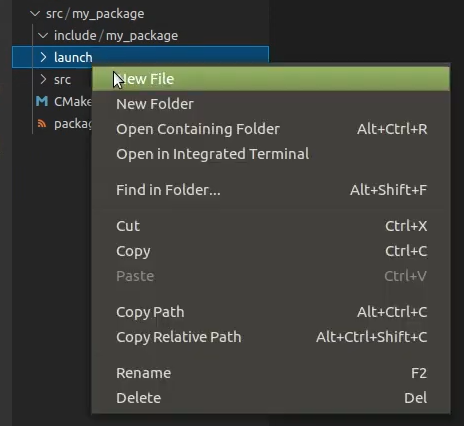 src/my_package
include/my_package
launch
src
New File
CMake
New Folder
packag
Open Containing Folder Alt+Ctrl+R
Open in Integrated Terminal
Find in Folder... Alt+Shift+F
Cut Ctrl+X
Copy Ctrl+C
Paste Ctrl+V
Copy Path Alt+Ctrl+C
Copy Relative Path Alt+Ctrl+Shift+C
Rename F2
Delete Del